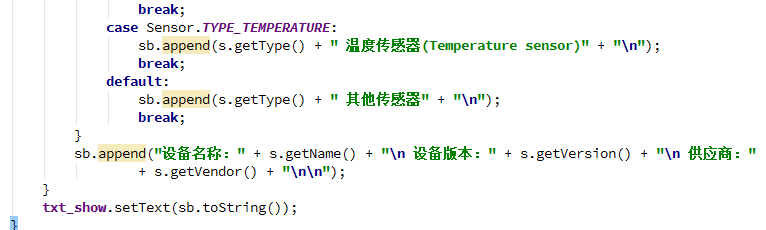 break;
case Sensor.TYPE_TEMPERATURE:
sb.append(s.getType() + " 温度传感器(Temperature sensor)" + "\n");
break;
default:
sb.append(s.getType() + " 其他传感器" + "\n");
break;
}
sb.append("设备名称：" + s.getName() + "\n 设备版本：" + s.getVersion() + "\n 供应商："
+ s.getVendor() + "\n\n");
}
txt_show.setText(sb.toString());
}